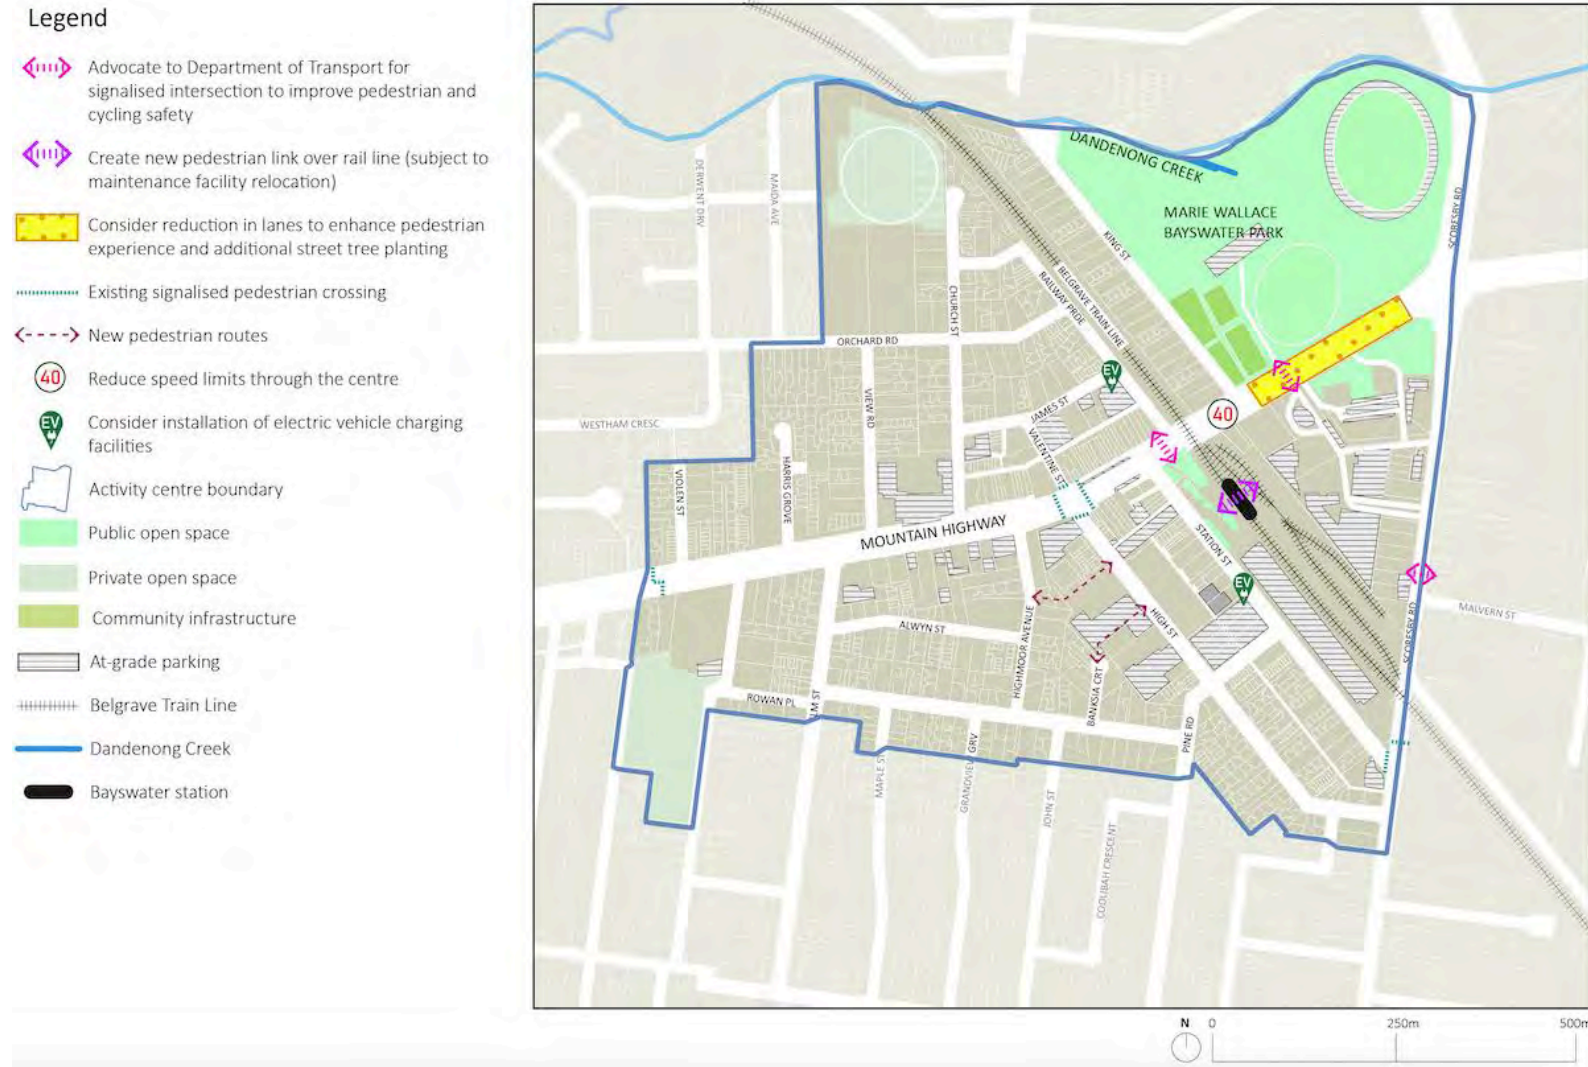 Legend
Advocate to Department of Transport for
signalised intersection to improve pedestrian and
cycling safety
Create new pedestrian link over rail line (subject to
maintenance facility relocation)
Consider reduction in lanes to enhance pedestrian
experience and additional street tree planting
Existing signalised pedestrian crossing
New pedestrian routes
40
Reduce speed limits through the centre
EV
Consider installation of electric vehicle charging
facilities
Activity centre boundary
Public open space
Private open space
Community infrastructure
At-grade parking
Belgrave Train Line
Dandenong Creek
Bayswater station
DANDENONG CREEK
MARIE WALLACE
BAYSWATER PARK
DERWENT DRV
MAIDA AVE
SCORESBY RD
KING ST
BELGRAVE TRAIN LINE
RAILWAY PRDE
CHURCH ST
ORCHARD RD
VIEW RD
EV
JAMES ST
VALENTINE ST
40
WESTHAM CRESC
VIOLEN ST
HARRIS GROVE
MOUNTAIN HIGHWAY
STATION ST
EV
HIGH ST
ALWYN ST
HIGHMOOR AVENUE
BANKSIA CRT
SCORESBY RD
MALVERN ST
ROWAN PL
LM ST
PINE RD
MAPLE S
GRANDVIEW GRV
JOHN ST
COOLIBAH CRESCENT
N 0 250m 500m